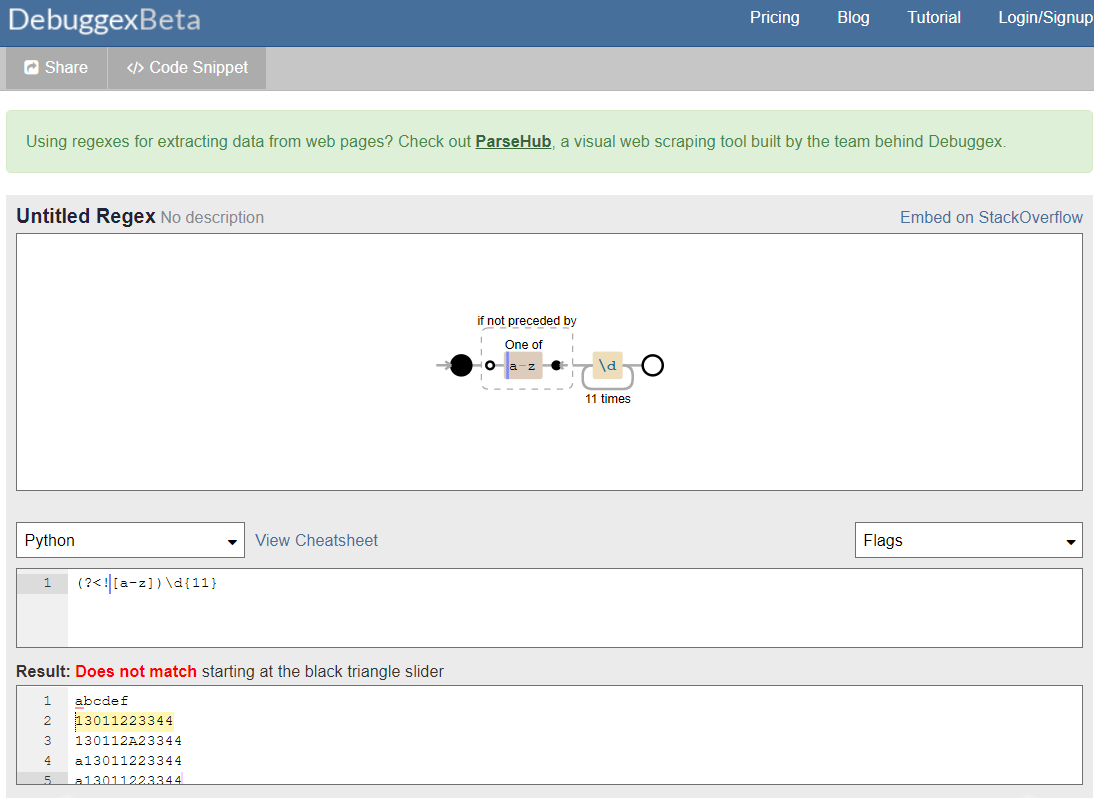 DebuggexBeta Pricing Blog Tutorial Login/Signup
Share </> Code Snippet
Using regexes for extracting data from web pages? Check out ParseHub, a visual web scraping tool built by the team behind Debuggex.
Untitled Regex No description Embed on StackOverflow
if not preceded by
One of
a-z \d
11 times
Python View Cheatsheet Flags
1 (?<![a-z])\d{11}
Result: Does not match starting at the black triangle slider
1 abcdef
2 13011223344
3 130112A23344
4 a13011223344
5 a13011223344